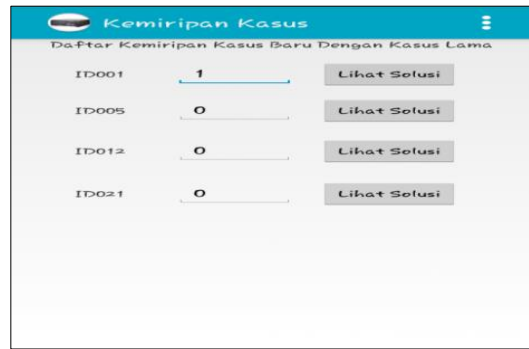 Kemiripan Kasus
Daftar Kemiripan Kasus Baru Dengan Kasus Lama
ID001 1 Lihat Solusi
ID005 0 Lihat Solusi
ID012 0 Lihat Solusi
ID021 0 Lihat Solusi